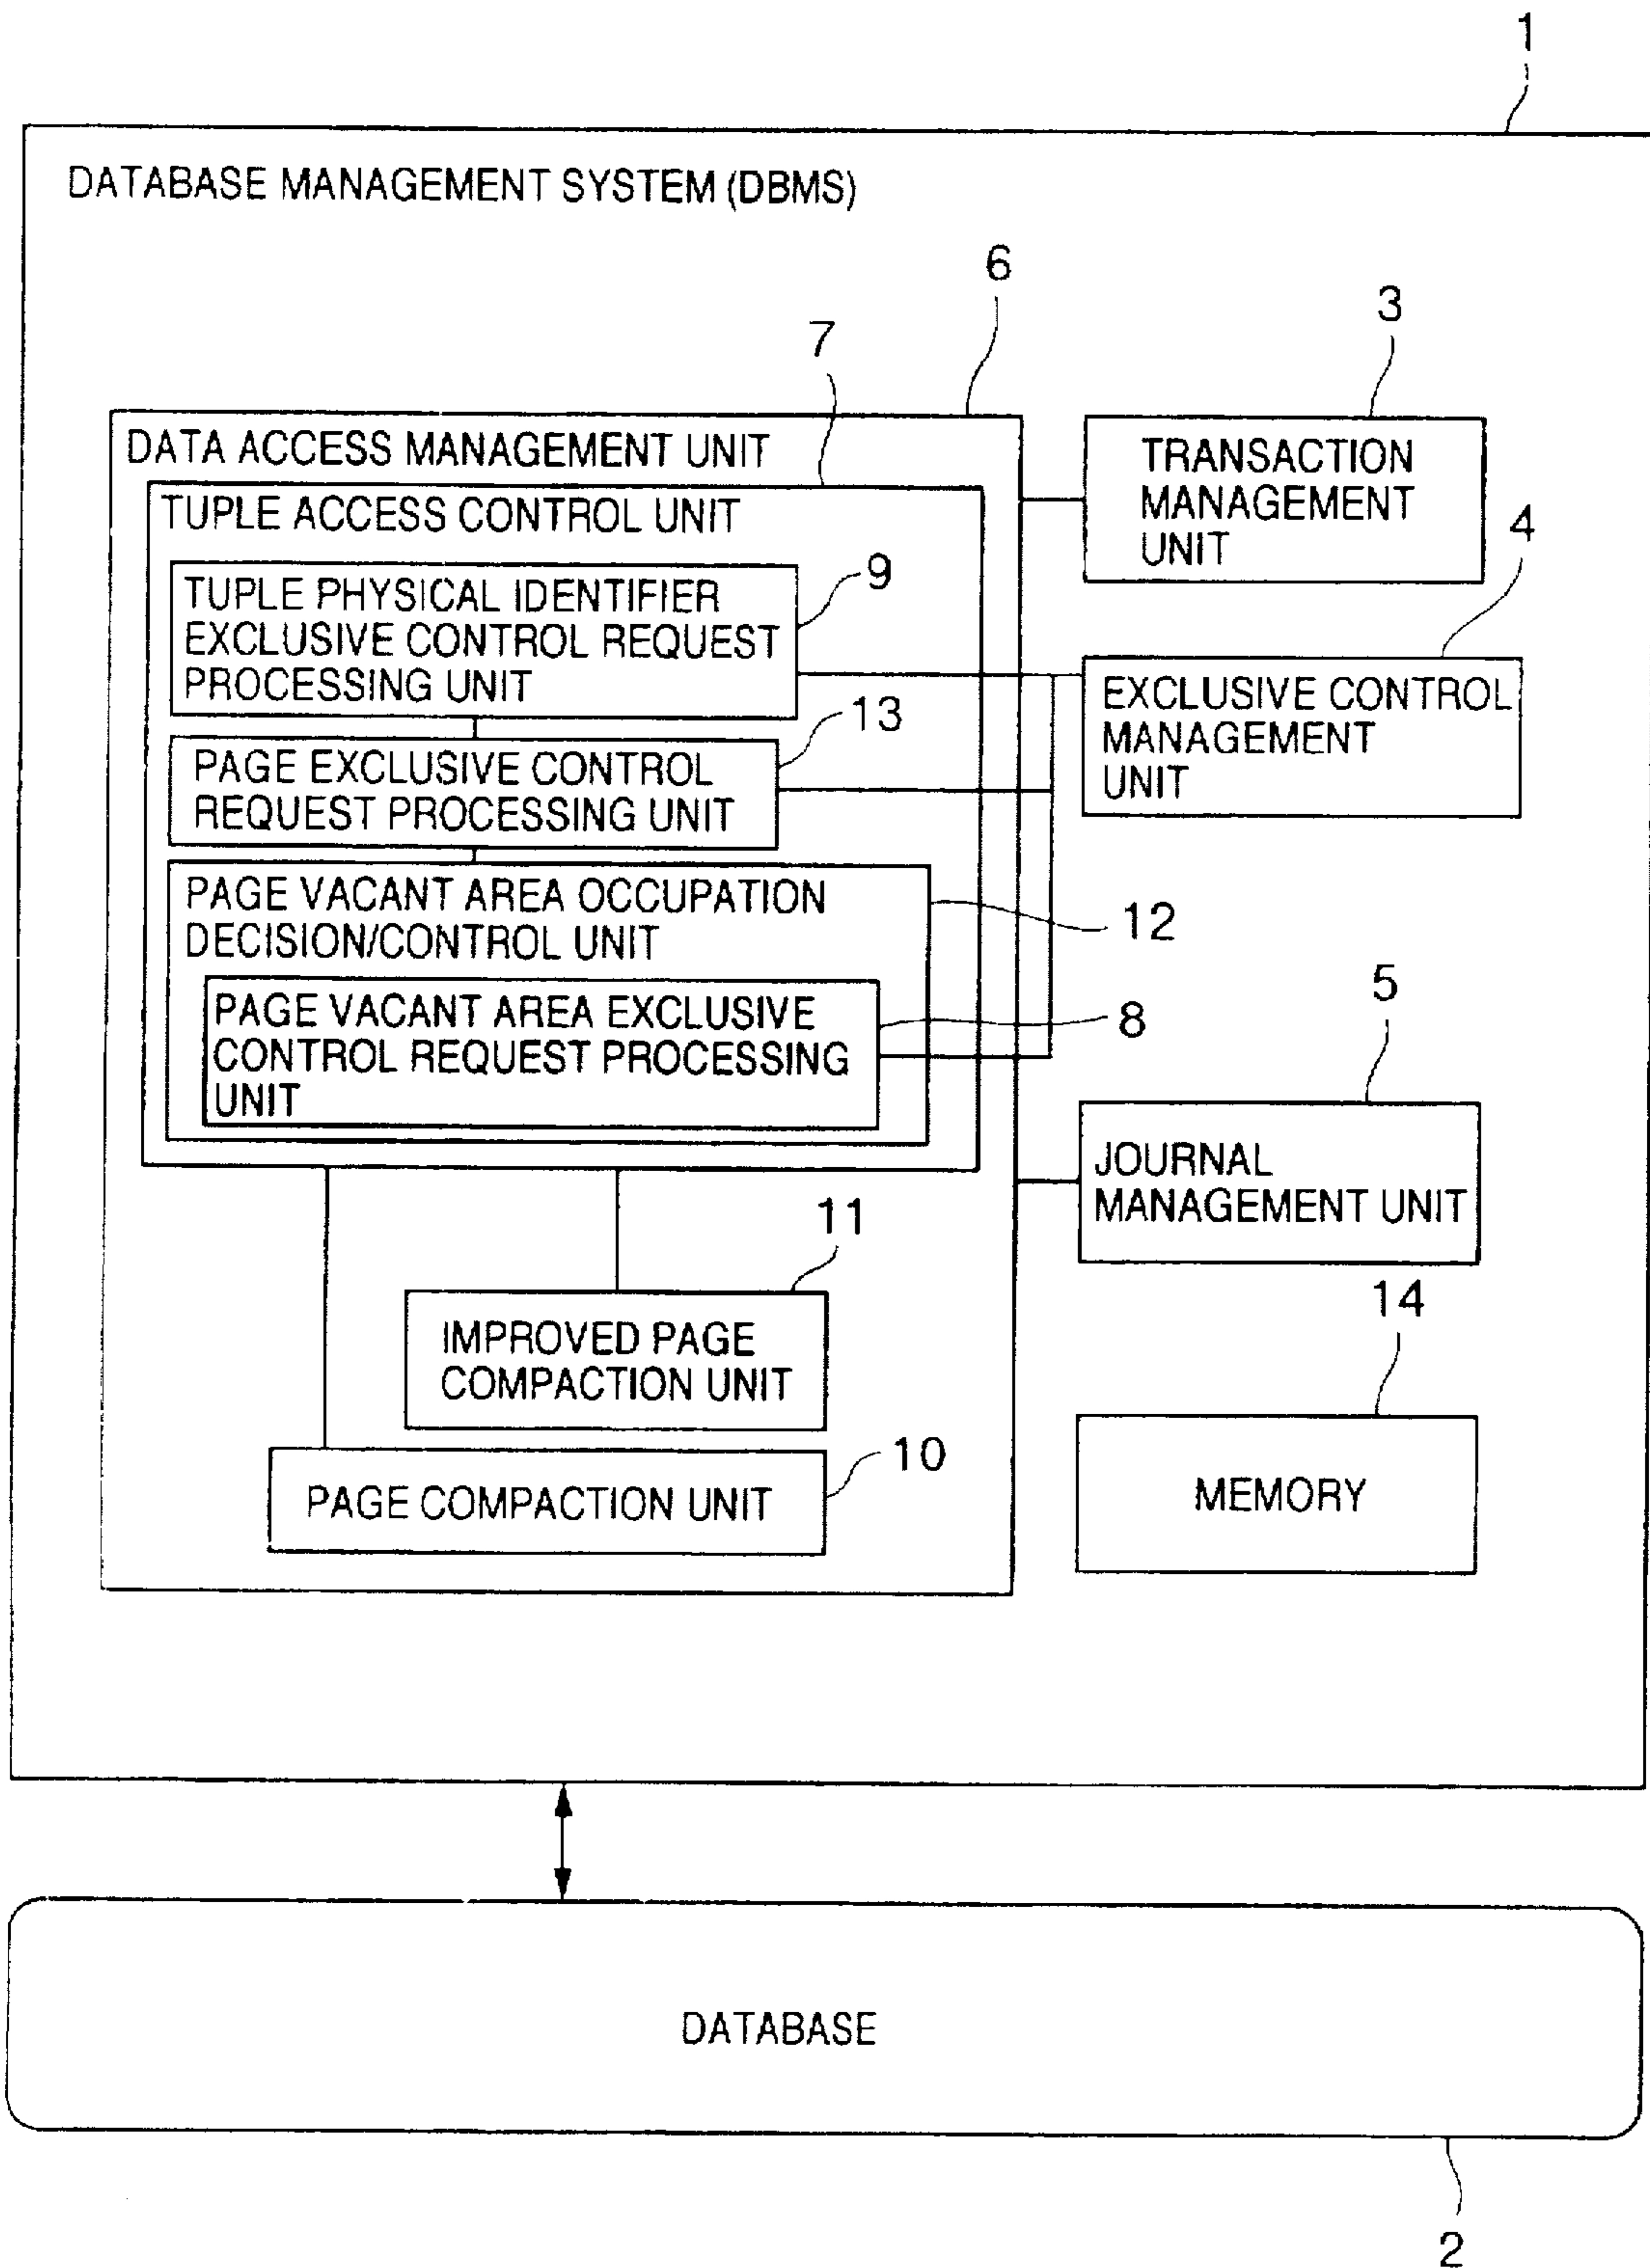 1
DATABASE MANAGEMENT SYSTEM (DBMS)
6
3
7
DATA ACCESS MANAGEMENT UNIT
TRANSACTION
MANAGEMENT
UNIT
TUPLE ACCESS CONTROL UNIT
4
9
TUPLE PHYSICAL IDENTIFIER
EXCLUSIVE CONTROL REQUEST
PROCESSING UNIT
EXCLUSIVE CONTROL
MANAGEMENT
UNIT
13
PAGE EXCLUSIVE CONTROL
REQUEST PROCESSING UNIT
PAGE VACANT AREA OCCUPATION
DECISION/CONTROL UNIT
12
PAGE VACANT AREA EXCLUSIVE
CONTROL REQUEST PROCESSING
UNIT
8
5
JOURNAL
MANAGEMENT UNIT
11
IMPROVED PAGE
COMPACTION UNIT
14
10
PAGE COMPACTION UNIT
MEMORY
DATABASE
2